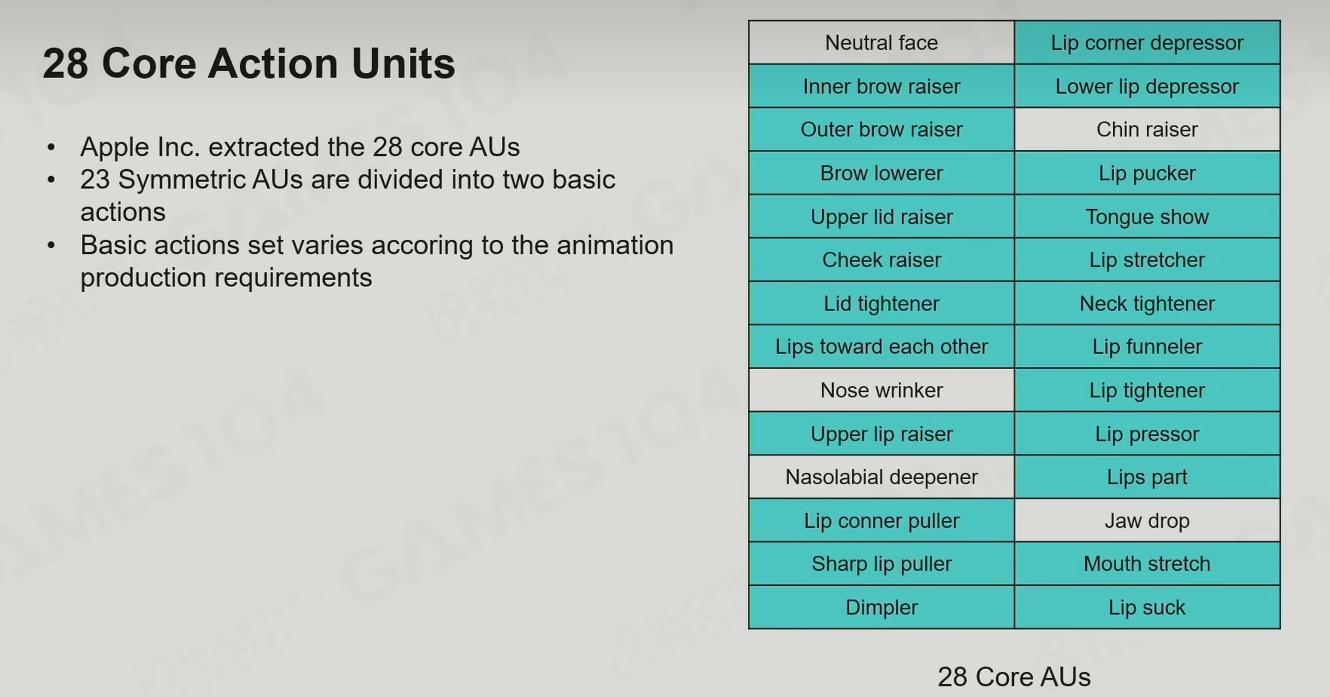 28 Core Action Units
• Apple Inc. extracted the 28 core AUs
• 23 Symmetric AUs are divided into two basic
actions
• Basic actions set varies accoring to the animation
production requirements
Neutral face
Lip corner depressor
Inner brow raiser
Lower lip depressor
Outer brow raiser
Chin raiser
Brow lowerer
Lip pucker
Upper lid raiser
Tongue show
Cheek raiser
Lip stretcher
Lid tightener
Neck tightener
Lips toward each other
Lip funneler
Nose wrinker
Lip tightener
Upper lip raiser
Lip pressor
Nasolabial deepener
Lips part
Lip conner puller
Jaw drop
Sharp lip puller
Mouth stretch
Dimpler
Lip suck
28 Core AUs
GAMES104
GAMES104
GAMES104